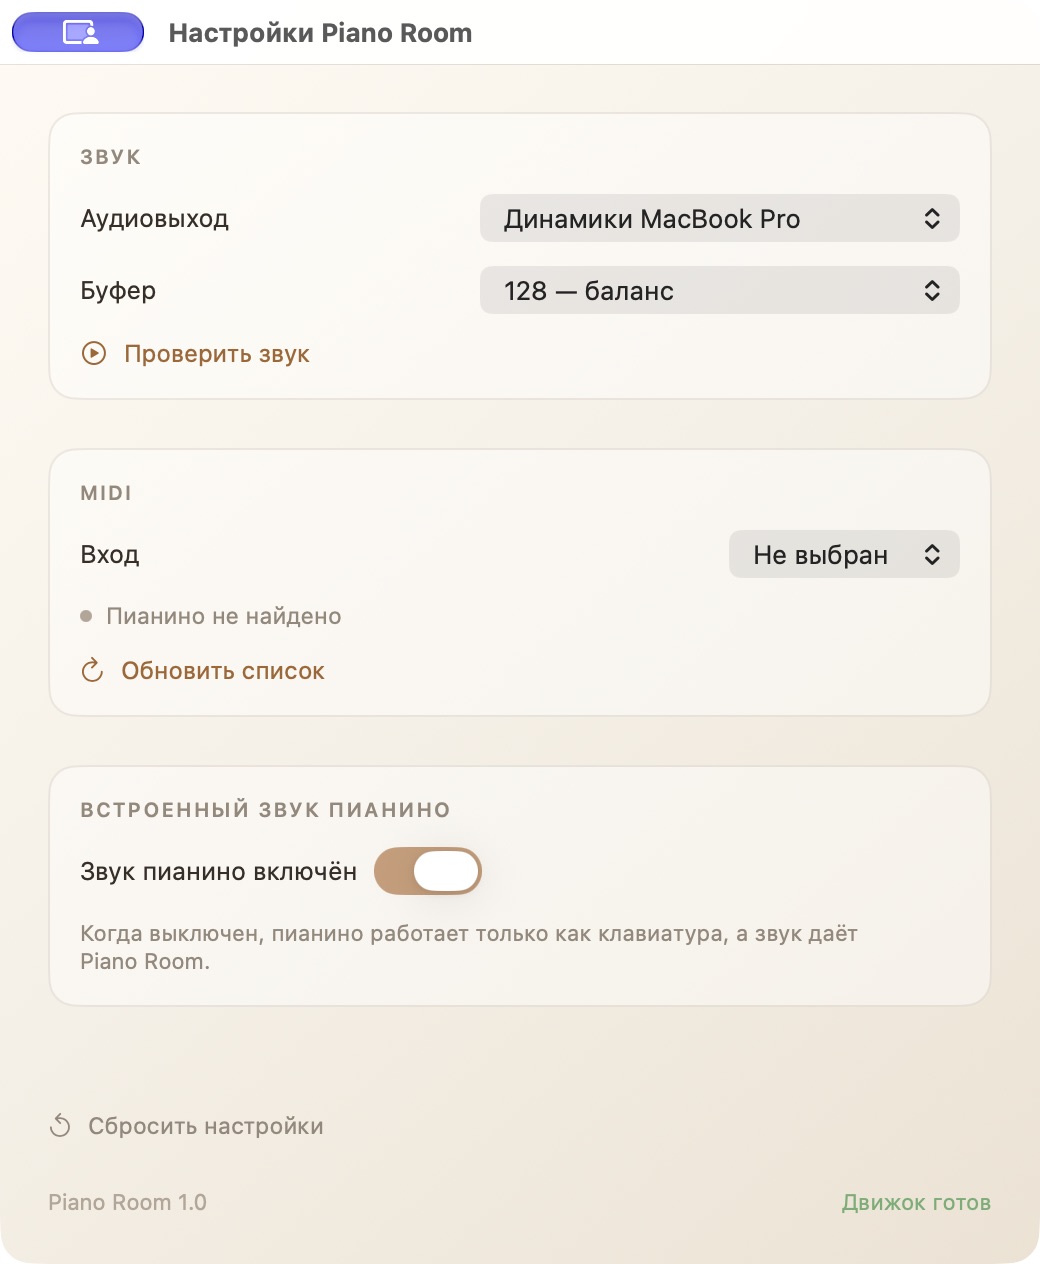 Настройки Piano Room
ЗВУК
Аудиовыход
Динамики MacBook Pro
Буфер
128 — баланс
Проверить звук
MIDI
Вход
Не выбран
Пианино не найдено
Обновить список
ВСТРОЕННЫЙ ЗВУК ПИАНИНО
Звук пианино включён
Когда выключен, пианино работает только как клавиатура, а звук даёт
Piano Room.
Сбросить настройки
Piano Room 1.0
Движок готов